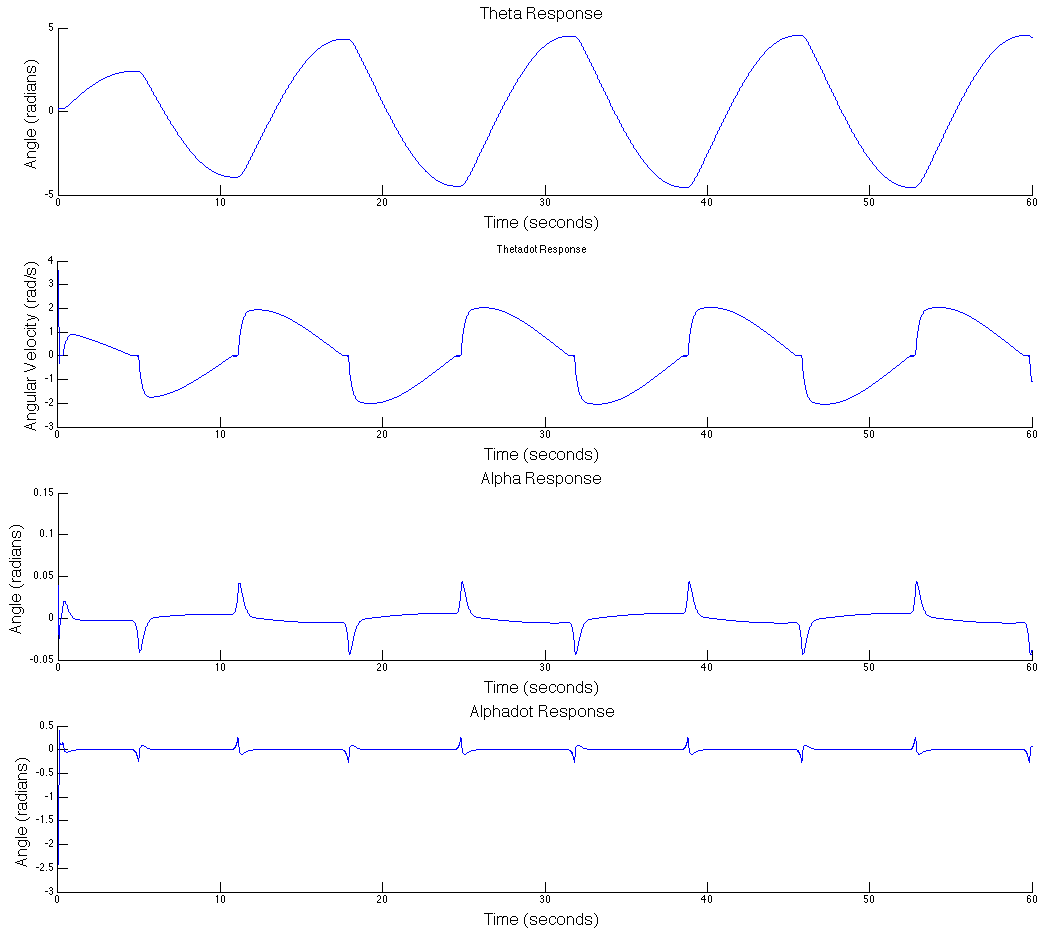 Theta Response
5
0
-5
Angle (radians)
0 10 20 30 40 50 60
Time (seconds)
Thetadot Response
4
3
2
1
0
-1
-2
-3
Angular Velocity (rad/s)
0 10 20 30 40 50 60
Time (seconds)
Alpha Response
0.15
0.1
0.05
0
-0.05
Angle (radians)
0 10 20 30 40 50 60
Time (seconds)
Alphadot Response
0.5
0
-0.5
-1
-1.5
-2
-2.5
-3
Angle (radians)
0 10 20 30 40 50 60
Time (seconds)